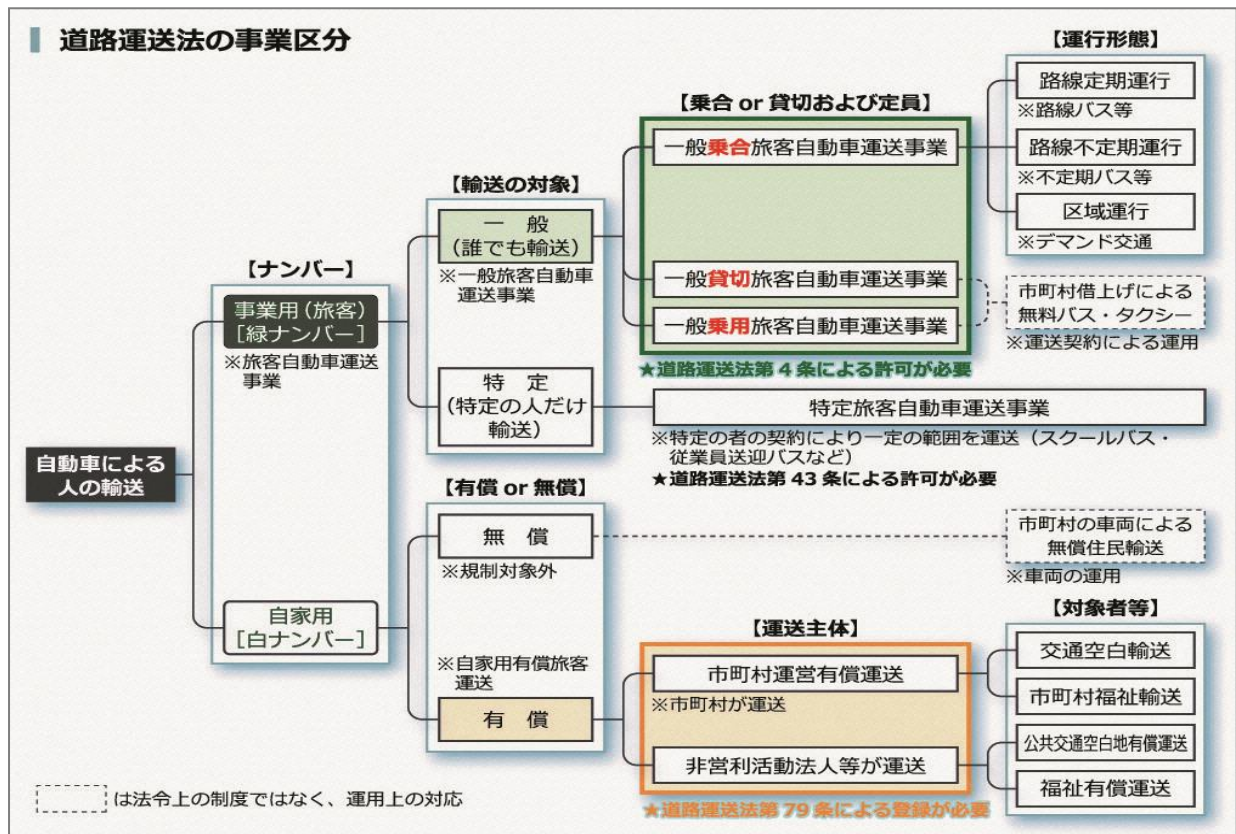 道路運送法の事業区分
【運行形態】
路線定期運行
※路線バス等
路線不定期運行
※不定期バス等
区域運行
※デマンド交通
【乗合 or 貸切および定員】
一般乗合旅客自動車運送事業
一般貸切旅客自動車運送事業
一般乗用旅客自動車運送事業
★道路運送法第4条による許可が必要
市町村借上げによる
無料バス・タクシー
※運送契約による運用
【輸送の対象】
一 般
(誰でも輸送)
※一般旅客自動車
運送事業
特 定
(特定の人だけ
輸送)
特定旅客自動車運送事業
※特定の者の契約により一定の範囲を運送（スクールバス・
従業員送迎バスなど）
★道路運送法第43条による許可が必要
【ナンバー】
事業用(旅客)
[緑ナンバー]
※旅客自動車運送
事業
自動車による
人の輸送
自家用
[白ナンバー]
【有償 or 無償】
無 償
※規制対象外
市町村の車両による
無償住民輸送
※車両の運用
※自家用有償旅客
運送
有 償
【運送主体】
市町村運営有償運送
※市町村が運送
非営利活動法人等が運送
★道路運送法第79条による登録が必要
【対象者等】
交通空白輸送
市町村福祉輸送
公共交通空白地有償運送
福祉有償運送
は法令上の制度ではなく、運用上の対応